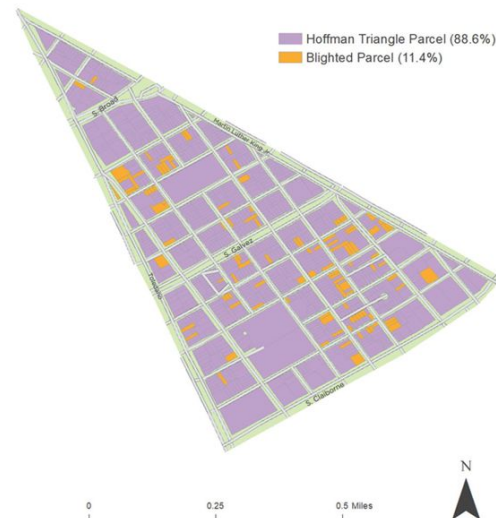 Hoffman Triangle Parcel (88.6%)
Blighted Parcel (11.4%)
S. Broad
Martin Luther King Jr
S. Galvez
Toledano
S. Claiborne
N
0 0.25 0.5 Miles